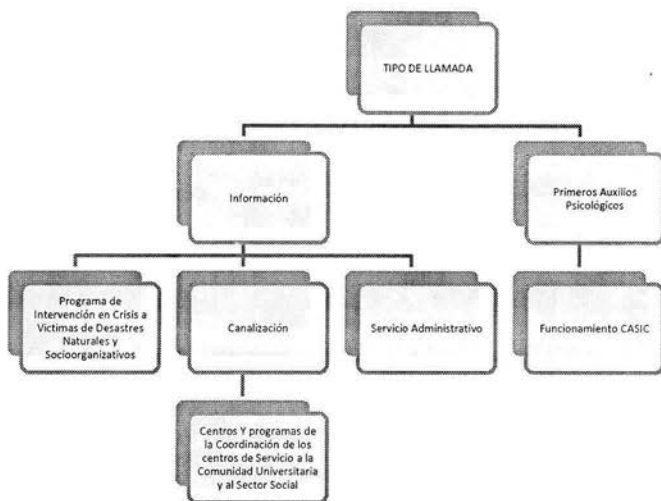 TIPO DE LLAMADA
Información
Primeros Auxilios
Psicológicos
Programa de
Intervención en Crisis a
Victimas de Desastres
Naturales y
Socioorganizativos
Canalización
Servicio Administrativo
Funcionamiento CASIC
Centros Y programas de
la Coordinación de los
centros de Servicio a la
Comunidad Universitaria
y al Sector Social